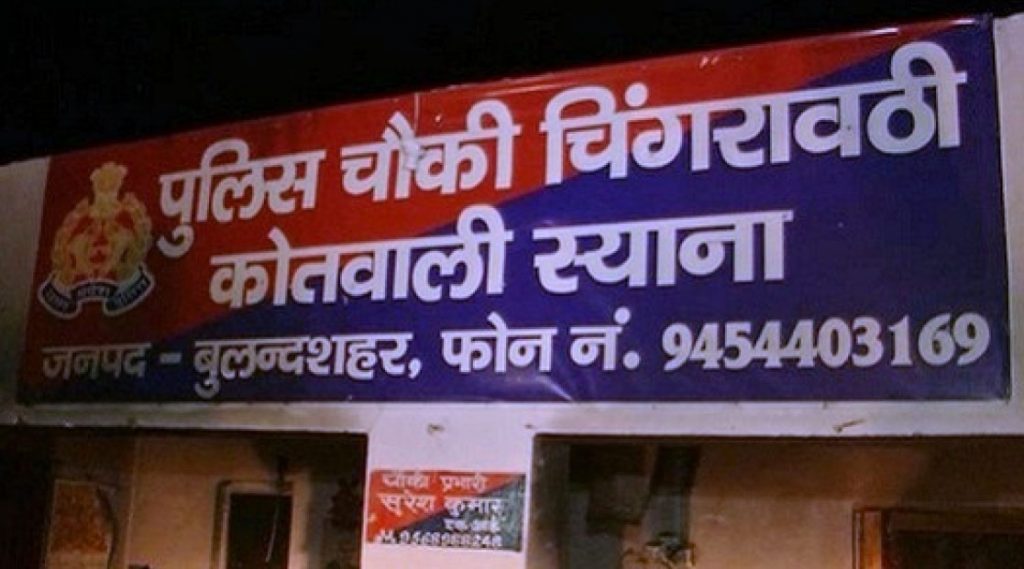 पुलिस चौकी चिंगरावठी
कोतवाली स्याना
जनपद - बुलन्दशहर, फोन नं. 9454403169
चौकी प्रभारी
सुरेश कुमार